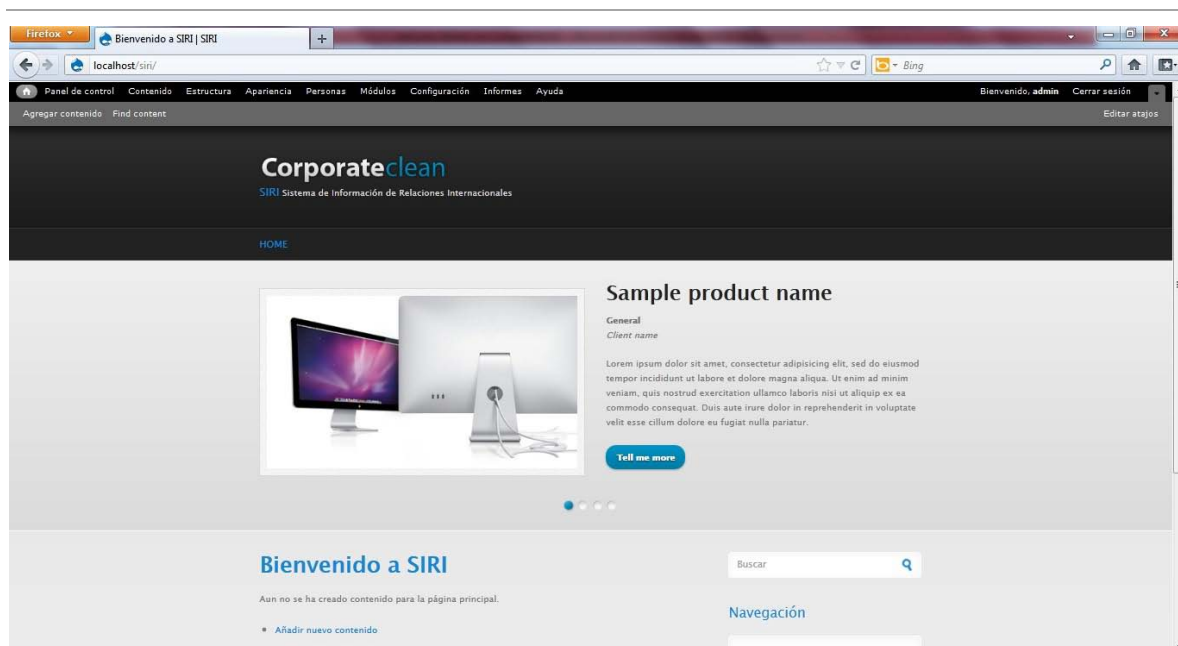 Firefox
Bienvenido a SIRI | SIRI
localhost/siri/
Bing
Panel de control Contenido Estructura Apariencia Personas Módulos Configuración Informes Ayuda
Bienvenido, admin Cerrar sesión
Agregar contenido Find content
Editar atajos
Corporateclean
SIRI Sistema de Información de Relaciones Internacionales
HOME
Sample product name
General
Client name
Lorem ipsum dolor sit amet, consectetur adipisicing elit, sed do eiusmod
tempor incididunt ut labore et dolore magna aliqua. Ut enim ad minim
veniam, quis nostrud exercitation ullamco laboris nisi ut aliquip ex ea
commodo consequat. Duis aute irure dolor in reprehenderit in voluptate
velit esse cillum dolore eu fugiat nulla pariatur.
Tell me more
Bienvenido a SIRI
Buscar
Aun no se ha creado contenido para la página principal.
Navegación
Añadir nuevo contenido